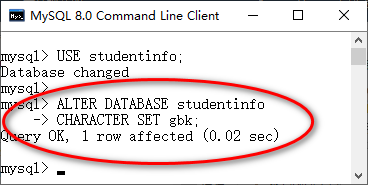 MySQL 8.0 Command Line Client
mysql> USE studentinfo;
Database changed
mysql>
mysql> ALTER DATABASE studentinfo
    -> CHARACTER SET gbk;
Query OK, 1 row affected (0.02 sec)
mysql>